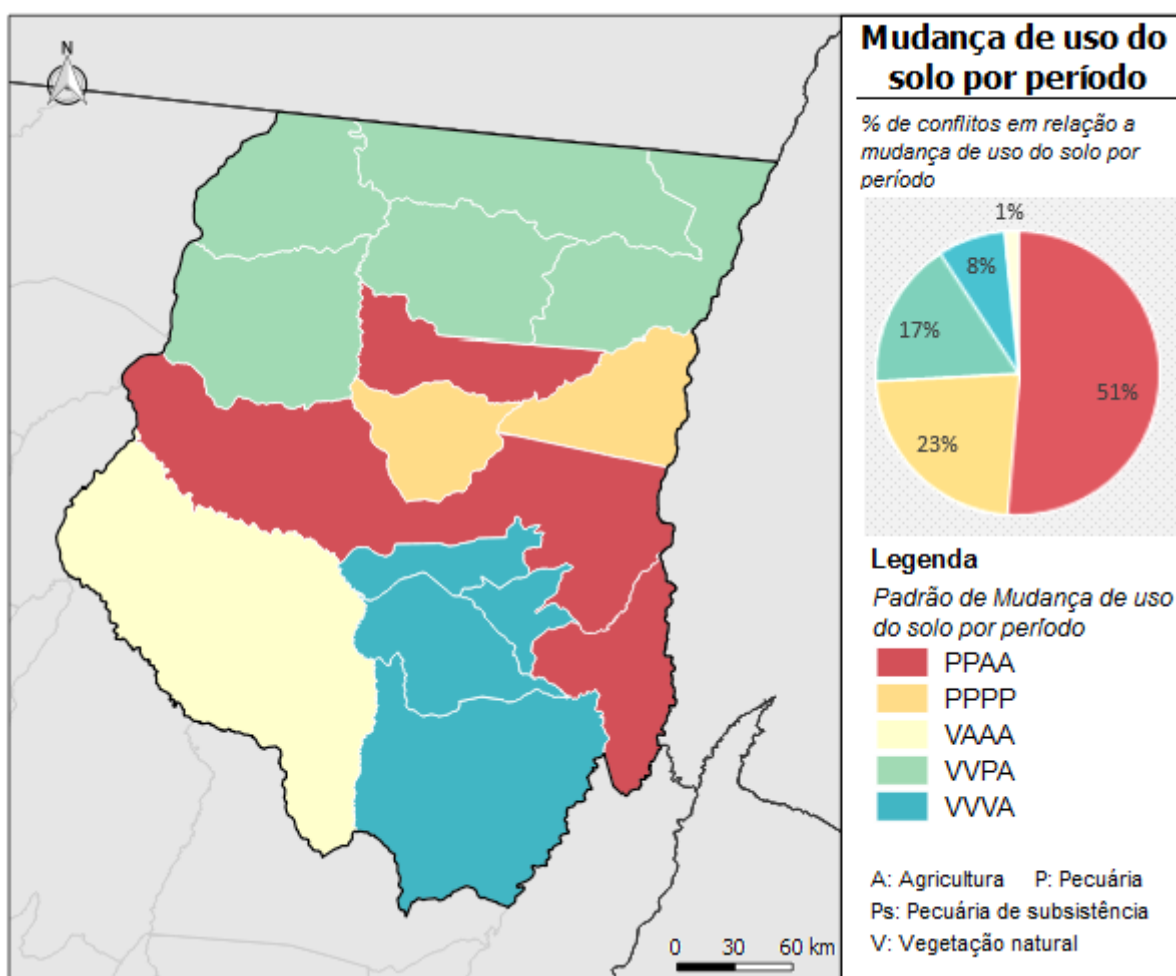 N
Mudança de uso do
solo por período
% de conflitos em relação a
mudança de uso do solo por
período
1%
8%
17%
51%
23%
Legenda
Padrão de Mudança de uso
do solo por período
PPAA
PPPP
VAAA
VVPA
VVVA
A: Agricultura P: Pecuária
Ps: Pecuária de subsistência
V: Vegetação natural
0 30 60 km